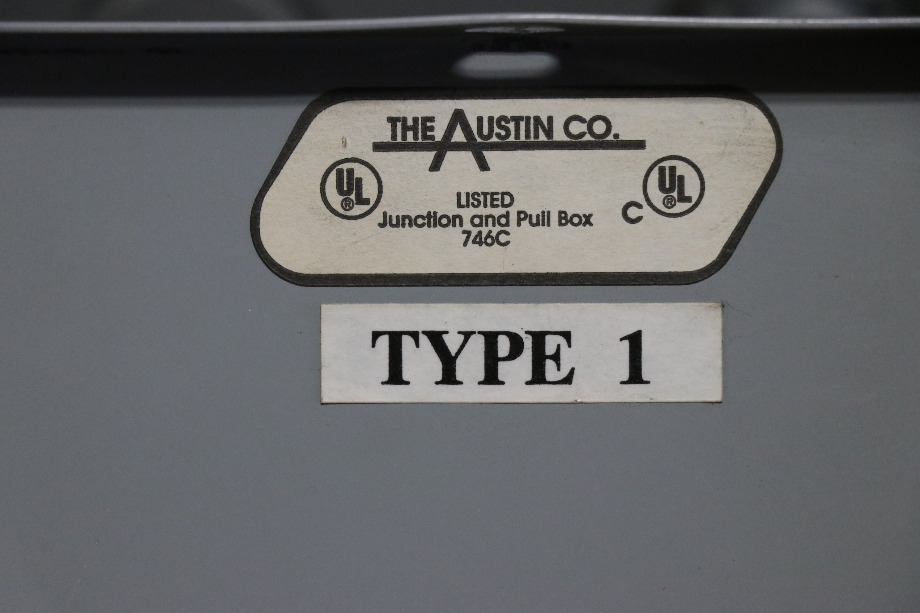 THE AUSTIN CO.
UL ®
LISTED
Junction and Pull Box
746C
C UL ®
TYPE 1